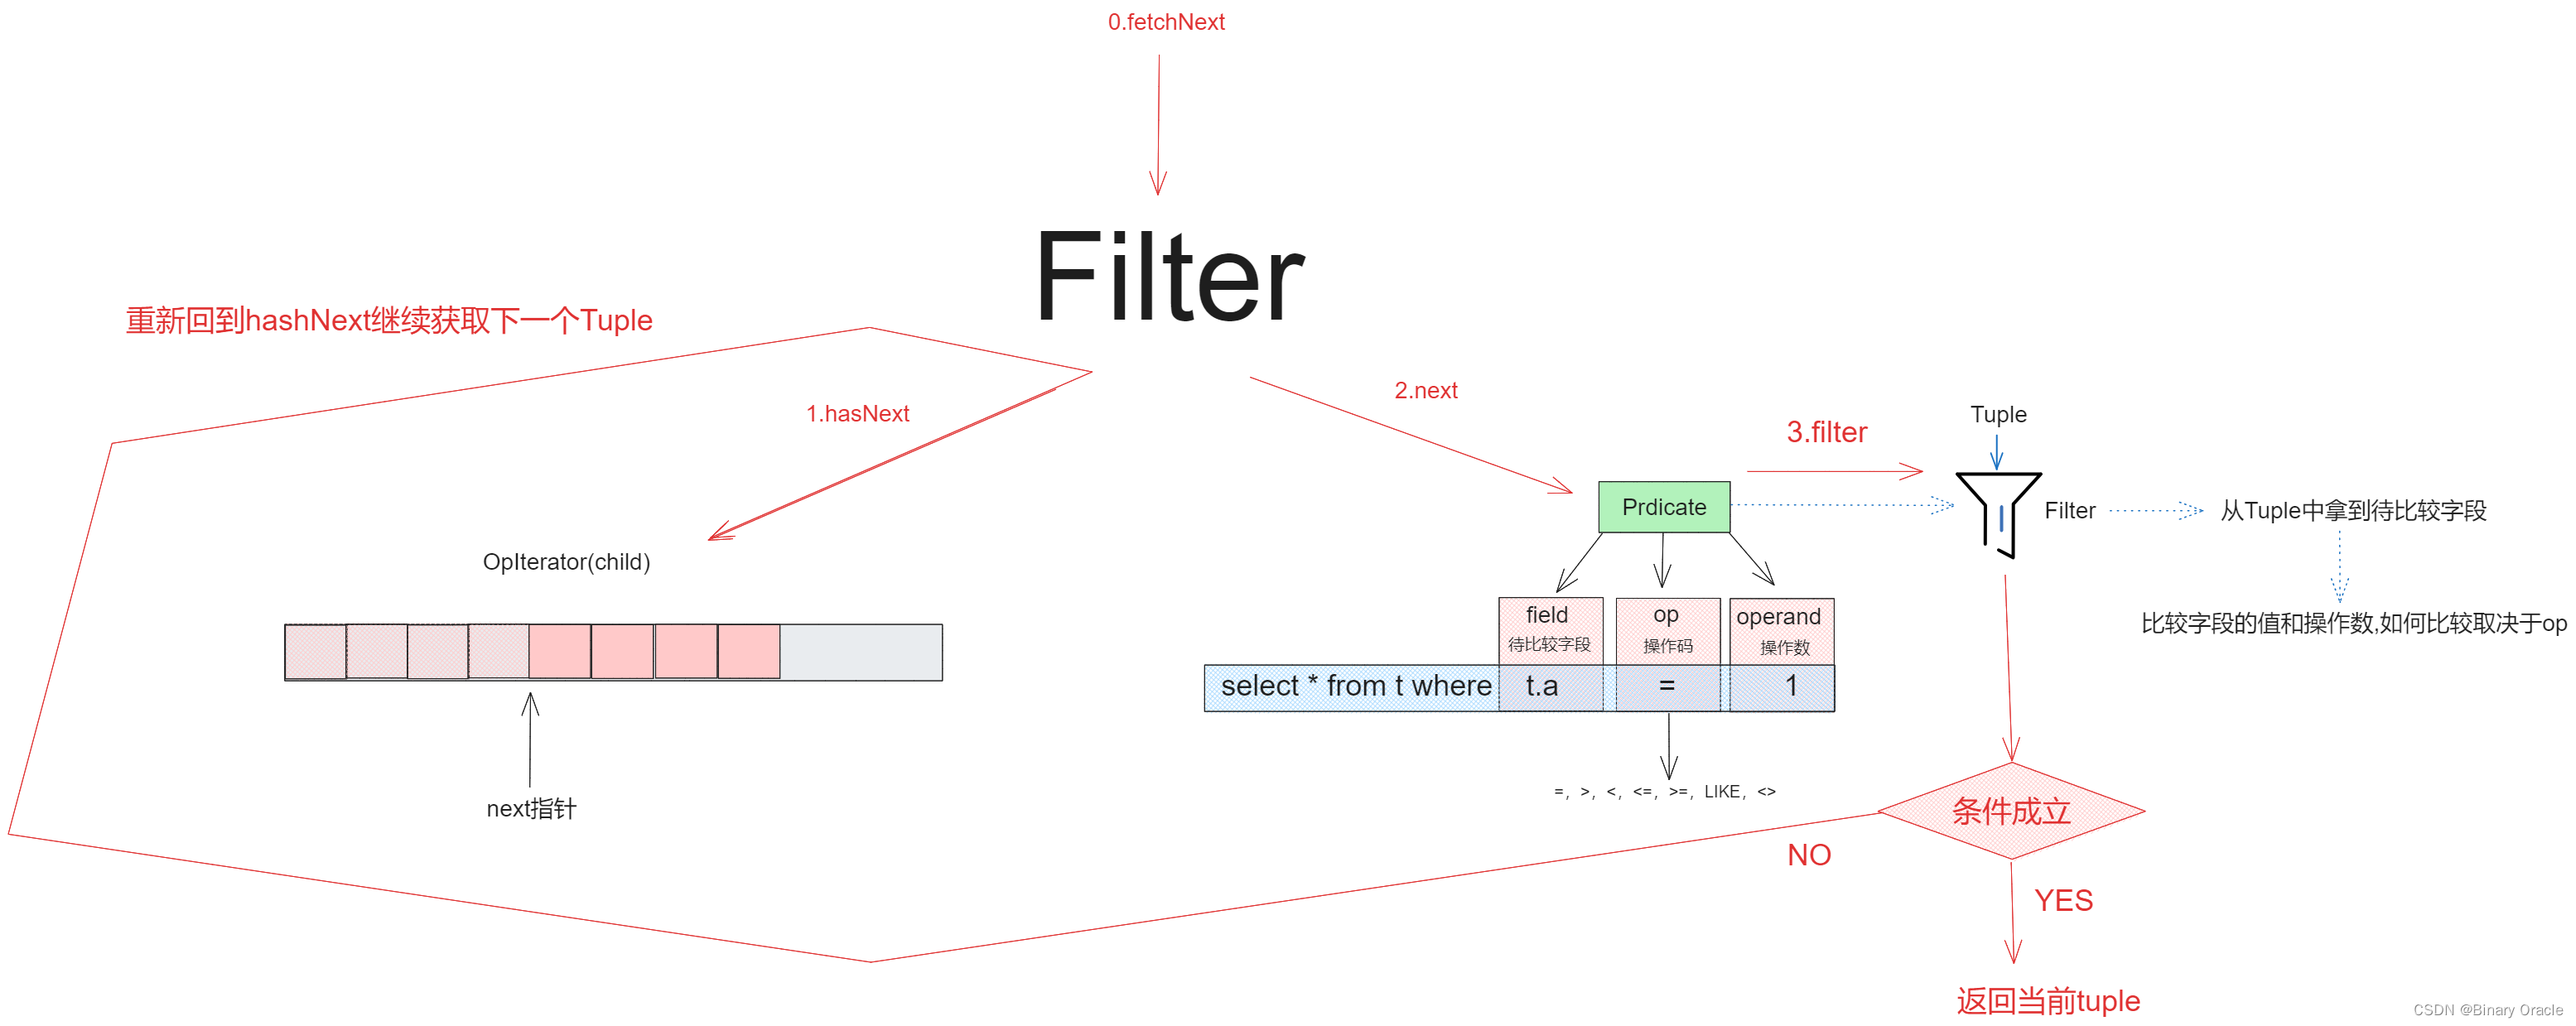 0.fetchNext
Filter
重新回到hashNext继续获取下一个Tuple
1.hasNext
2.next
3.filter
Tuple
Prdicate
Filter
从Tuple中拿到待比较字段
OpIterator(child)
field
op
operand
待比较字段
操作码
操作数
比较字段的值和操作数,如何比较取决于op
select * from t where t.a = 1
next指针
=, >, <, <=, >=, LIKE, <>
条件成立
NO
YES
返回当前tuple
CSDN @Binary Oracle